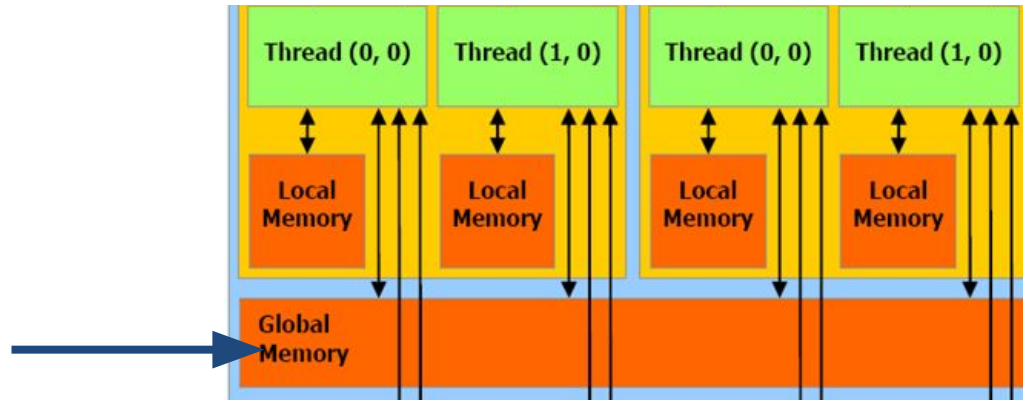 Thread (0, 0)
Thread (1, 0)
Thread (0, 0)
Thread (1, 0)
Local
Memory
Local
Memory
Local
Memory
Local
Memory
Global
Memory